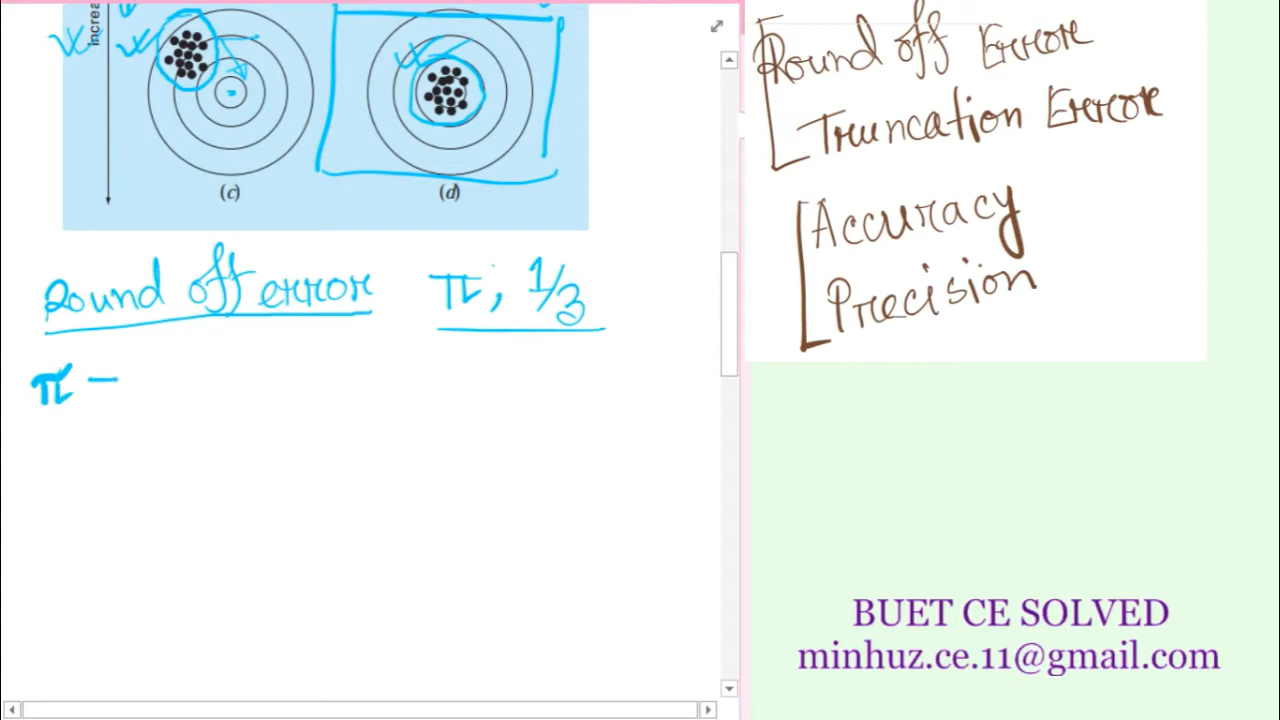 increa
(c)
(d)
Round off error π, 1/3
π
Round off Error
Truncation Error
Accuracy
Precision
BUET CE SOLVED
minhuz.ce.11@gmail.com